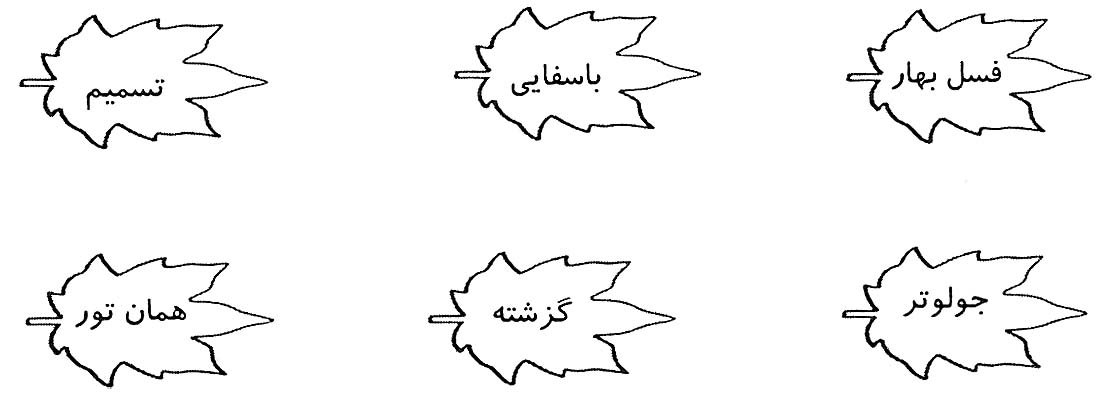 فسل بهار
باسفایی
تسمیم
جولوتر
گزشته
همان تور